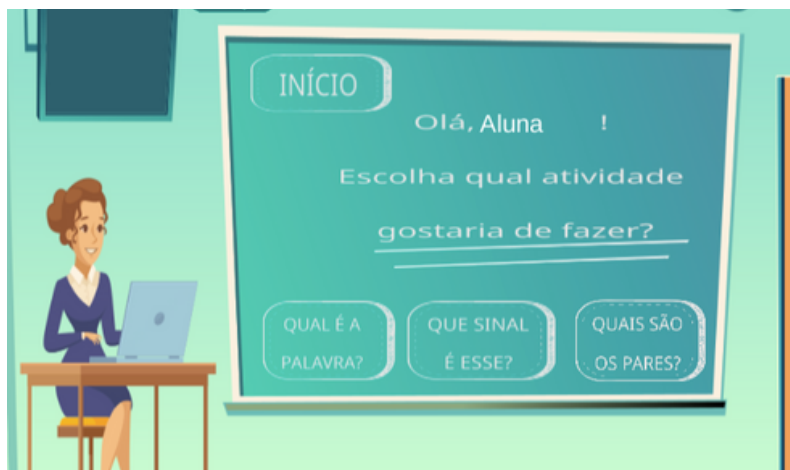 INÍCIO
Olá, Aluna !
Escolha qual atividade
gostaria de fazer?
QUAL É A
PALAVRA?
QUE SINAL
É ESSE?
QUAIS SÃO
OS PARES?